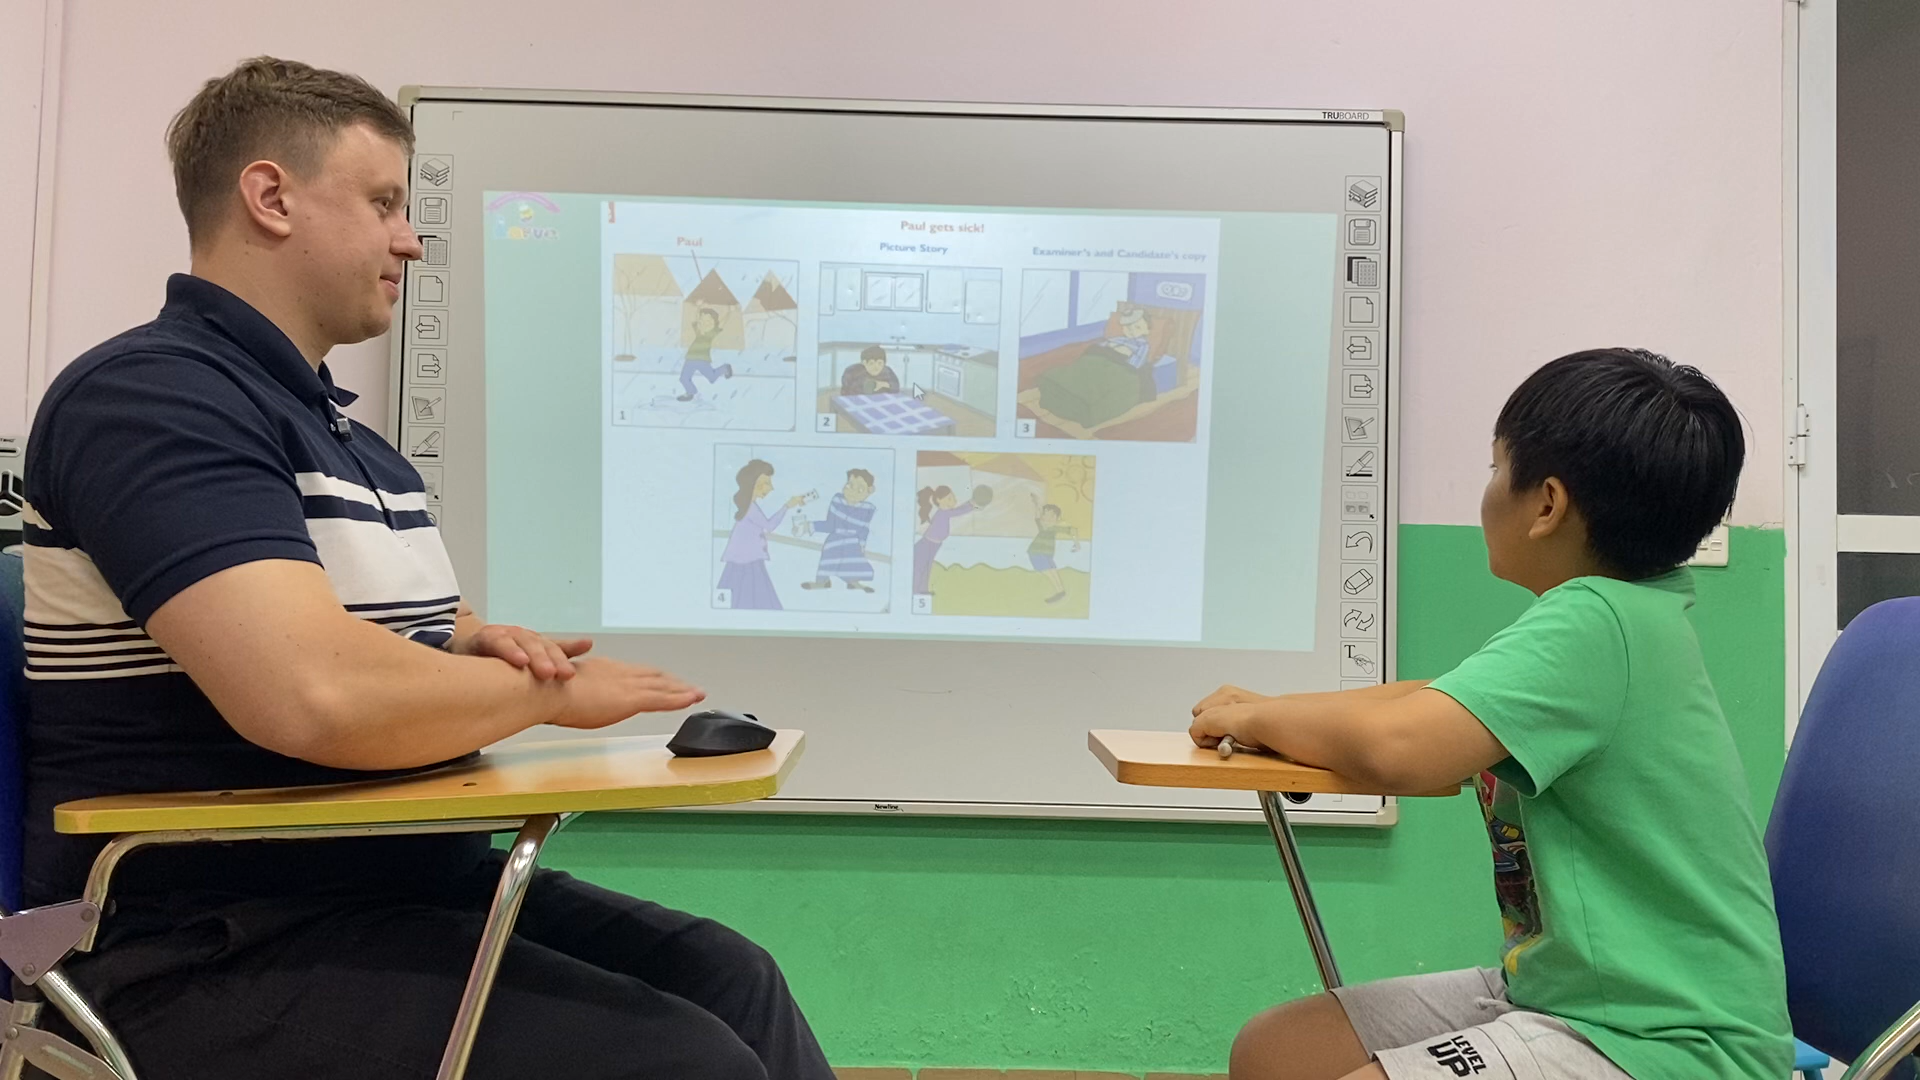 TRUBOARD
Paul gets sick!
Paul
Picture Story
Examiner's and Candidate's copy
1
2
3
4
5
T
Newline
LEVEL
UP